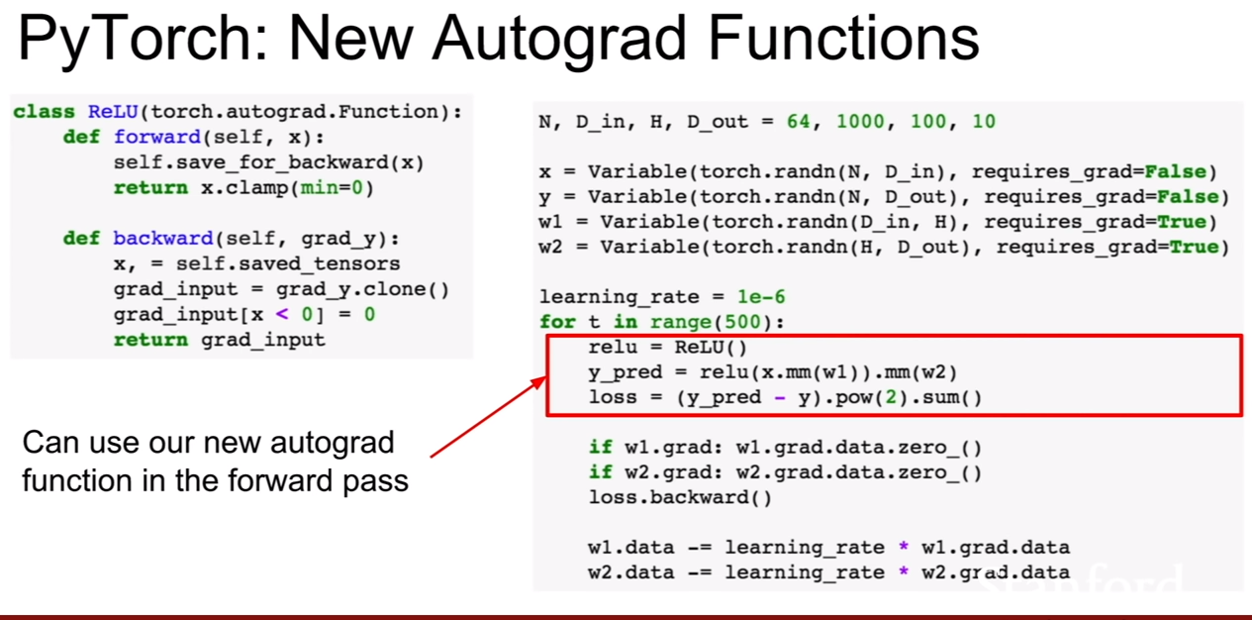 PyTorch: New Autograd Functions
class ReLU(torch.autograd.Function):
    def forward(self, x):
        self.save_for_backward(x)
        return x.clamp(min=0)
    def backward(self, grad_y):
        x, = self.saved_tensors
        grad_input = grad_y.clone()
        grad_input[x < 0] = 0
        return grad_input
Can use our new autograd
function in the forward pass
N, D_in, H, D_out = 64, 1000, 100, 10
x = Variable(torch.randn(N, D_in), requires_grad=False)
y = Variable(torch.randn(N, D_out), requires_grad=False)
w1 = Variable(torch.randn(D_in, H), requires_grad=True)
w2 = Variable(torch.randn(H, D_out), requires_grad=True)
learning_rate = 1e-6
for t in range(500):
    relu = ReLU()
    y_pred = relu(x.mm(w1)).mm(w2)
    loss = (y_pred - y).pow(2).sum()
    if w1.grad: w1.grad.data.zero_()
    if w2.grad: w2.grad.data.zero_()
    loss.backward()
    w1.data -= learning_rate * w1.grad.data
    w2.data -= learning_rate * w2.grad.data
Stanford